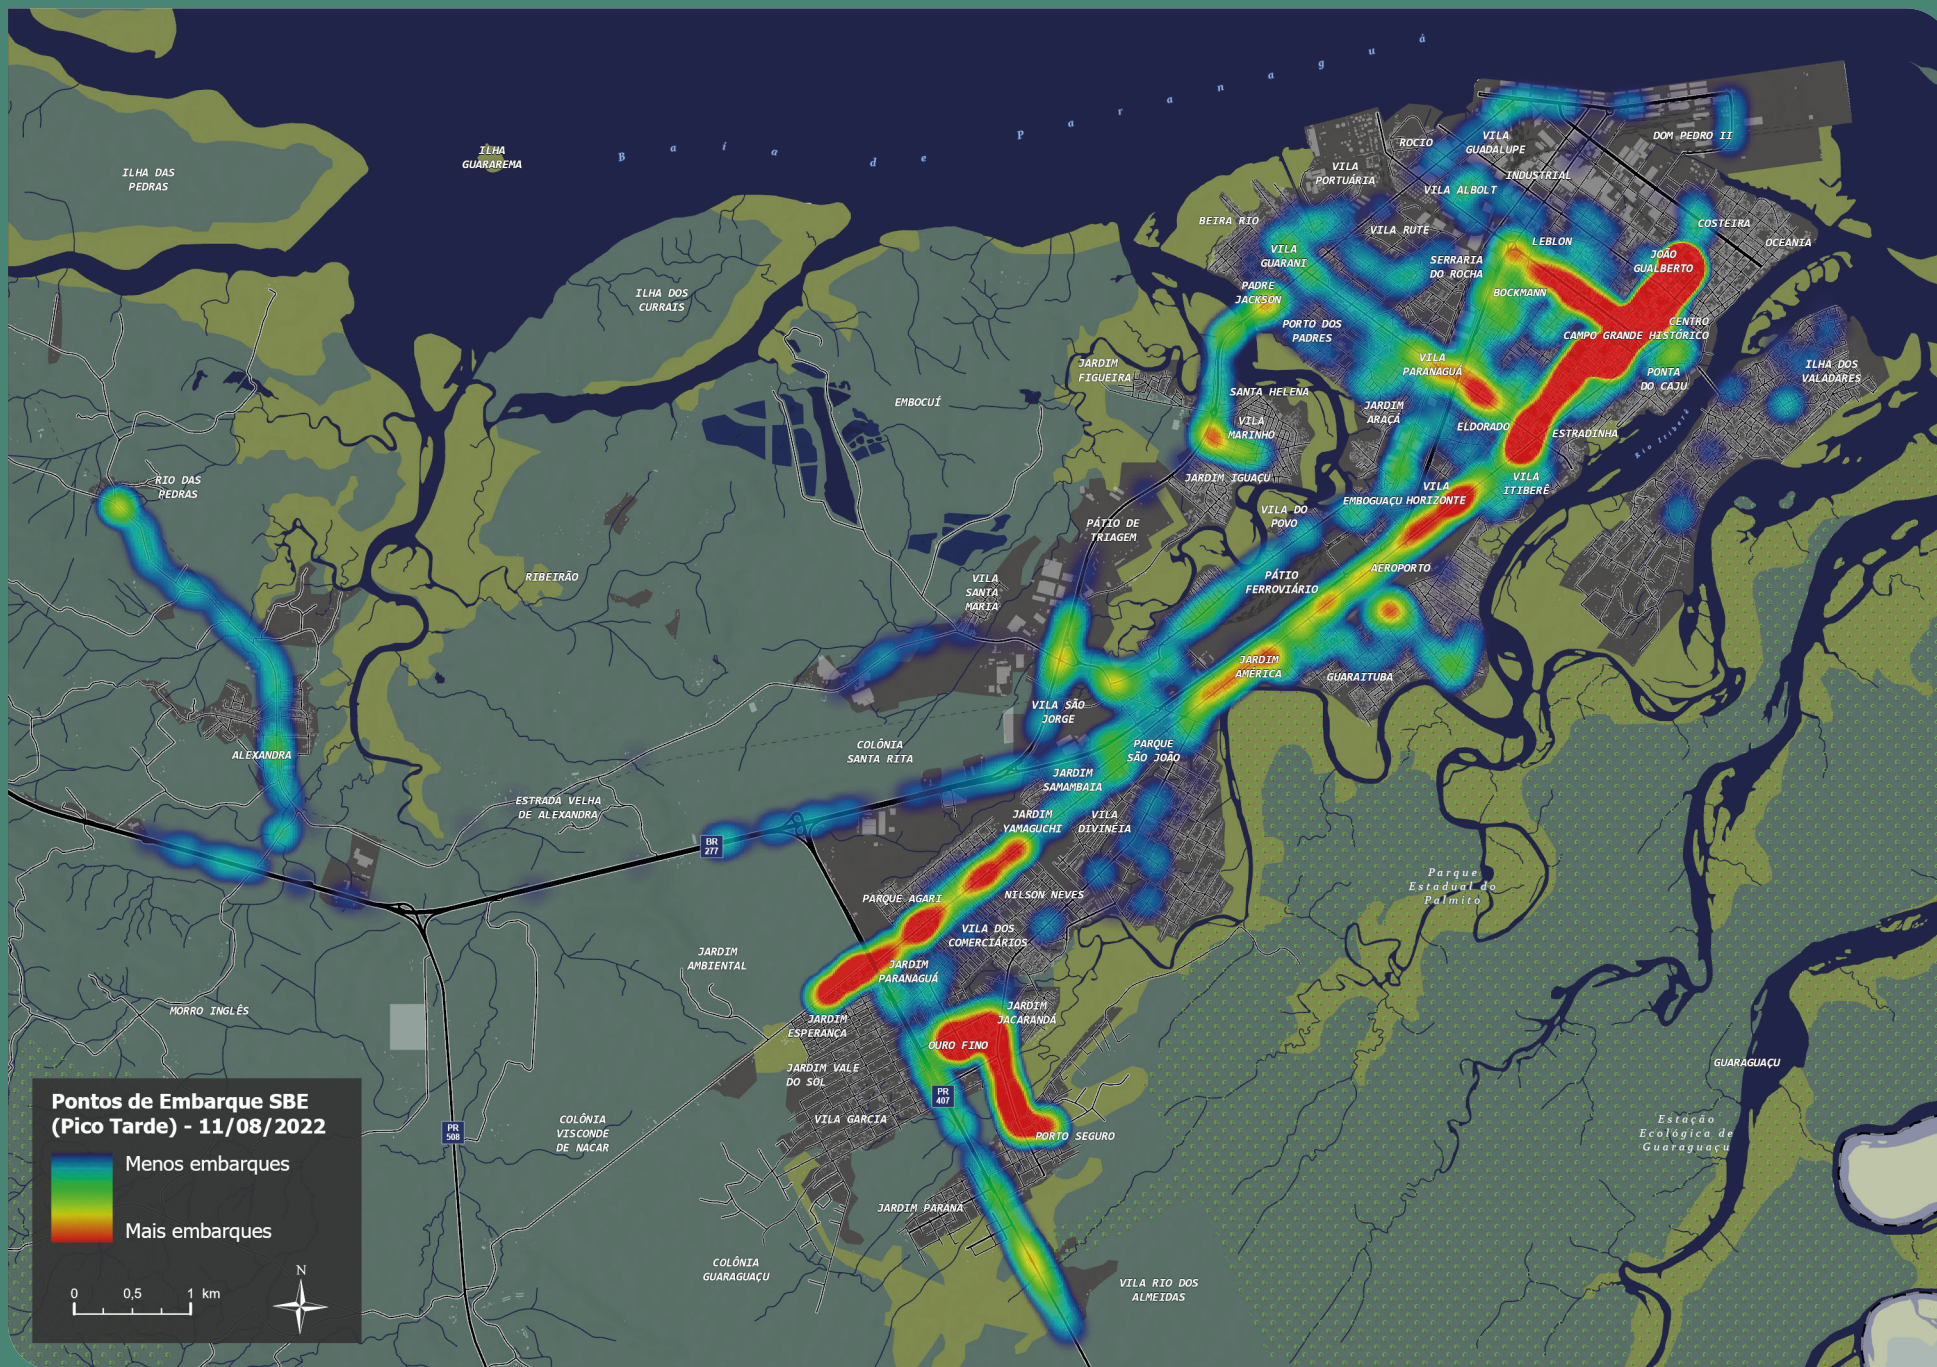 B a í a d e P a r a n a g u á
ILHA DAS
PEDRAS
ILHA
GUARAREMA
ILHA DOS
CURRAIS
EMBOCUÍ
ROCIO
VILA
GUADALUPE
DOM PEDRO II
VILA
PORTUÁRIA
INDUSTRIAL
VILA ALBOLT
BEIRA RIO
VILA RUTE
COSTEIRA
LEBLON
OCEANIA
VILA
GUARANI
SERRARIA
DO ROCHA
JOÃO
GUALBERTO
PADRE
JACKSON
BOCKMANN
PORTO DOS
PADRES
CENTRO
HISTÓRICO
CAMPO GRANDE
JARDIM
FIGUEIRA
VILA
PARANAGUÁ
PONTA
DO CAJU
ILHA DOS
VALADARES
SANTA HELENA
JARDIM
ARAÇÁ
VILA
MARINHO
ELDORADO
ESTRADINHA
Rio Itiberê
JARDIM IGUAÇU
VILA
ITIBERÊ
RIO DAS
PEDRAS
EMBOGUAÇU
VILA
HORIZONTE
VILA DO
POVO
PÁTIO DE
TRIAGEM
RIBEIRÃO
VILA
SANTA
MARIA
PÁTIO
FERROVIÁRIO
AEROPORTO
JARDIM
AMÉRICA
GUARAITUBA
VILA SÃO
JORGE
ALEXANDRA
COLÔNIA
SANTA RITA
PARQUE
SÃO JOÃO
JARDIM
SAMAMBAIA
ESTRADA VELHA
DE ALEXANDRA
JARDIM
YAMAGUCHI
VILA
DIVINÉIA
BR
277
Parque
Estadual do
Palmito
PARQUE AGARI
NILSON NEVES
VILA DOS
COMERCIÁRIOS
JARDIM
AMBIENTAL
JARDIM
PARANAGUÁ
MORRO INGLÊS
JARDIM
ESPERANÇA
JARDIM
JACARANDÁ
OURO FINO
GUARAGUAÇU
JARDIM VALE
DO SOL
PR
407
VILA GARCIA
COLÔNIA
VISCONDE
DE NACAR
PR
508
PORTO SEGURO
Estação
Ecológica de
Guaraguaçu
JARDIM PARANÁ
COLÔNIA
GUARAGUAÇU
VILA RIO DOS
ALMEIDAS
Pontos de Embarque SBE
(Pico Tarde) - 11/08/2022
Menos embarques
Mais embarques
0 0,5 1 km
N